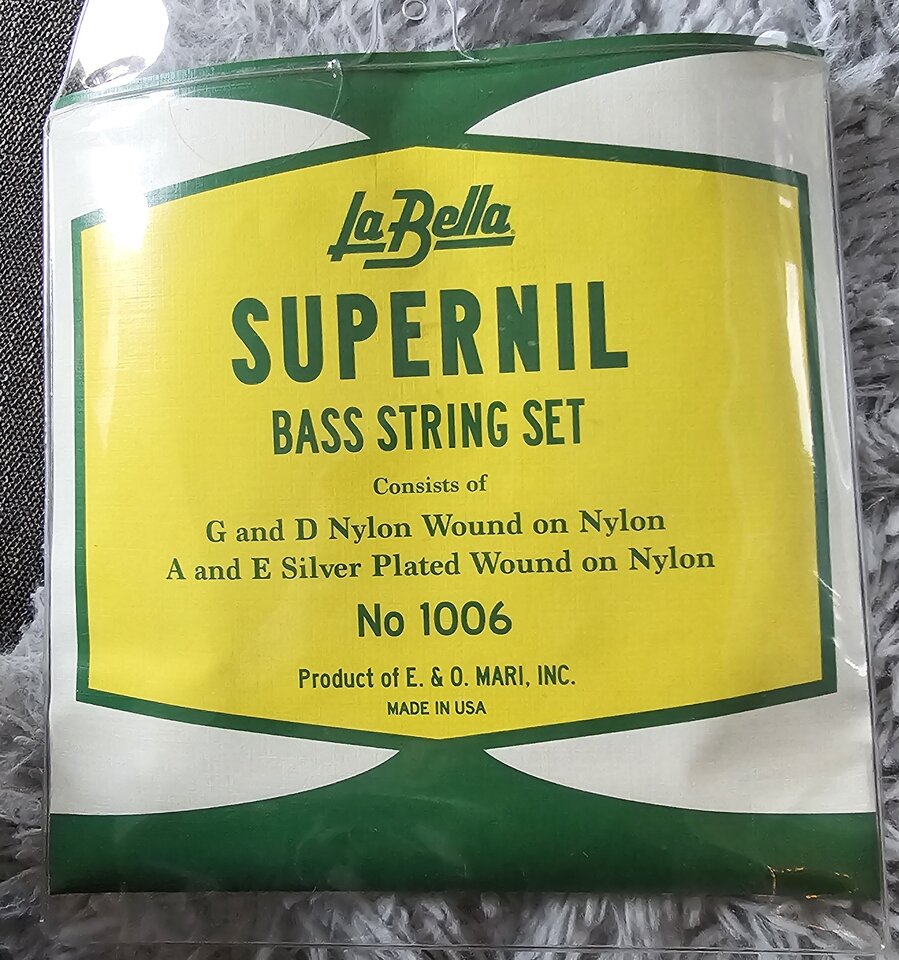 La Bella
SUPERNIL
BASS STRING SET
Consists of
G and D Nylon Wound on Nylon
A and E Silver Plated Wound on Nylon
No 1006
Product of E. & O. MARI, INC.
MADE IN USA